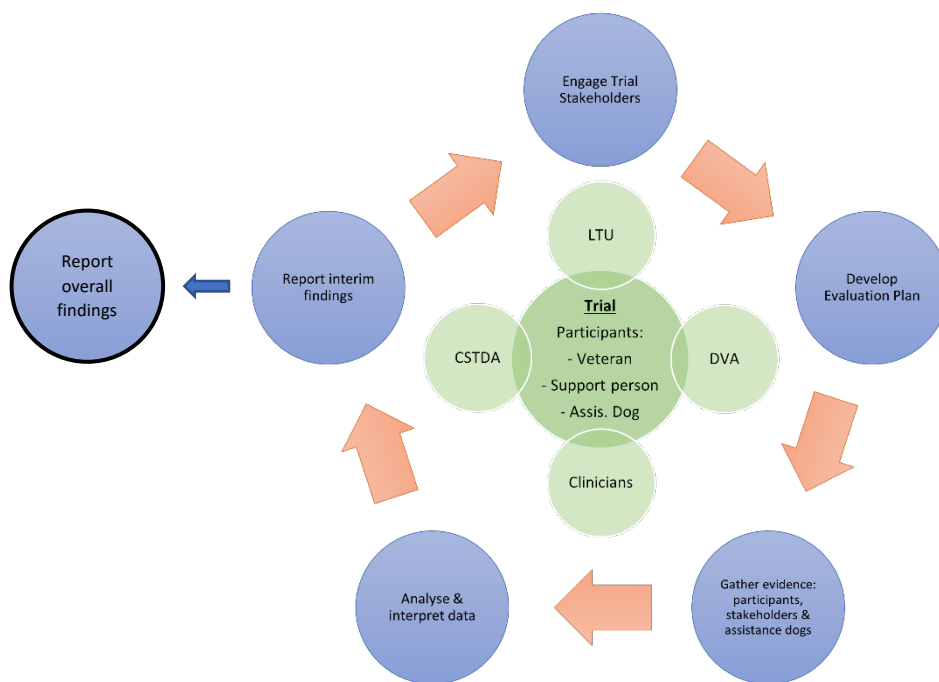 Engage Trial
Stakeholders
Develop
Evaluation Plan
Gather evidence:
participants,
stakeholders &
assistance dogs
Analyse &
interpret data
Report interim
findings
Report
overall
findings
LTU
CSTDA
Trial
Participants:
- Veteran
- Support person
- Assis. Dog
DVA
Clinicians